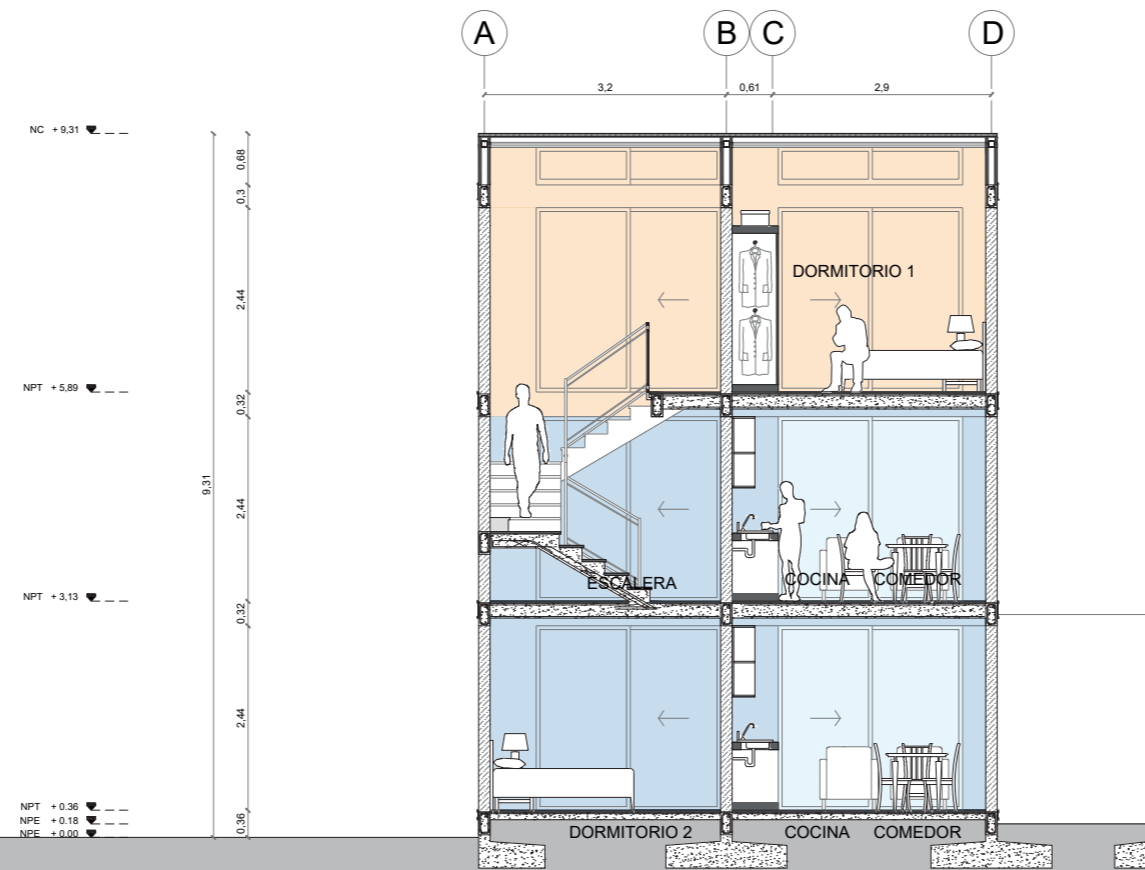 A B C D
3,2 0,61 2,9
NC + 9,31
0,68
0,3
DORMITORIO 1
2,44
NPT + 5,89
0,32
9,31
2,44
ESCALERA COCINA COMEDOR
NPT + 3,13
0,32
2,44
NPT + 0.36
NPE + 0.18
NPE + 0.00
0,36
DORMITORIO 2 COCINA COMEDOR